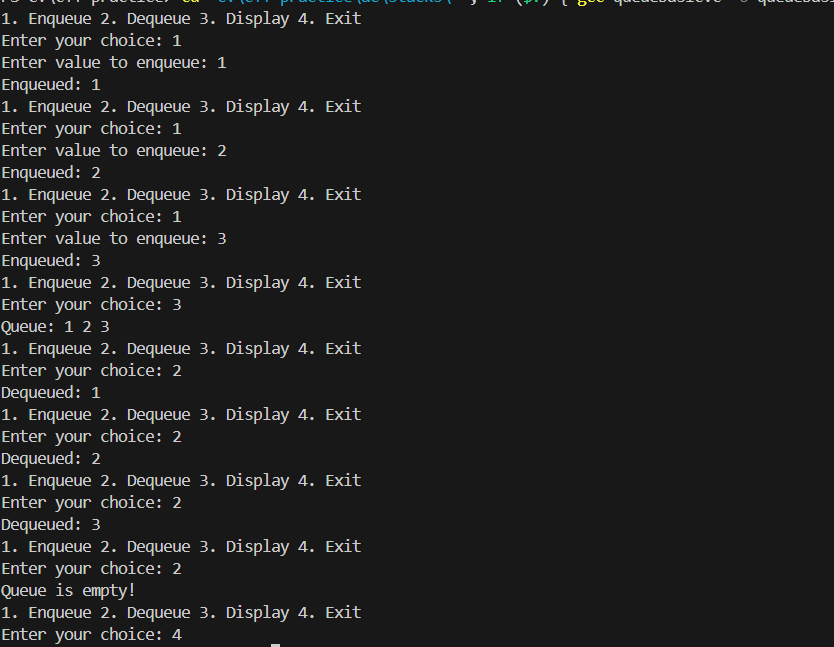 1. Enqueue 2. Dequeue 3. Display 4. Exit
Enter your choice: 1
Enter value to enqueue: 1
Enqueued: 1
1. Enqueue 2. Dequeue 3. Display 4. Exit
Enter your choice: 1
Enter value to enqueue: 2
Enqueued: 2
1. Enqueue 2. Dequeue 3. Display 4. Exit
Enter your choice: 1
Enter value to enqueue: 3
Enqueued: 3
1. Enqueue 2. Dequeue 3. Display 4. Exit
Enter your choice: 3
Queue: 1 2 3
1. Enqueue 2. Dequeue 3. Display 4. Exit
Enter your choice: 2
Dequeued: 1
1. Enqueue 2. Dequeue 3. Display 4. Exit
Enter your choice: 2
Dequeued: 2
1. Enqueue 2. Dequeue 3. Display 4. Exit
Enter your choice: 2
Dequeued: 3
1. Enqueue 2. Dequeue 3. Display 4. Exit
Enter your choice: 2
Queue is empty!
1. Enqueue 2. Dequeue 3. Display 4. Exit
Enter your choice: 4